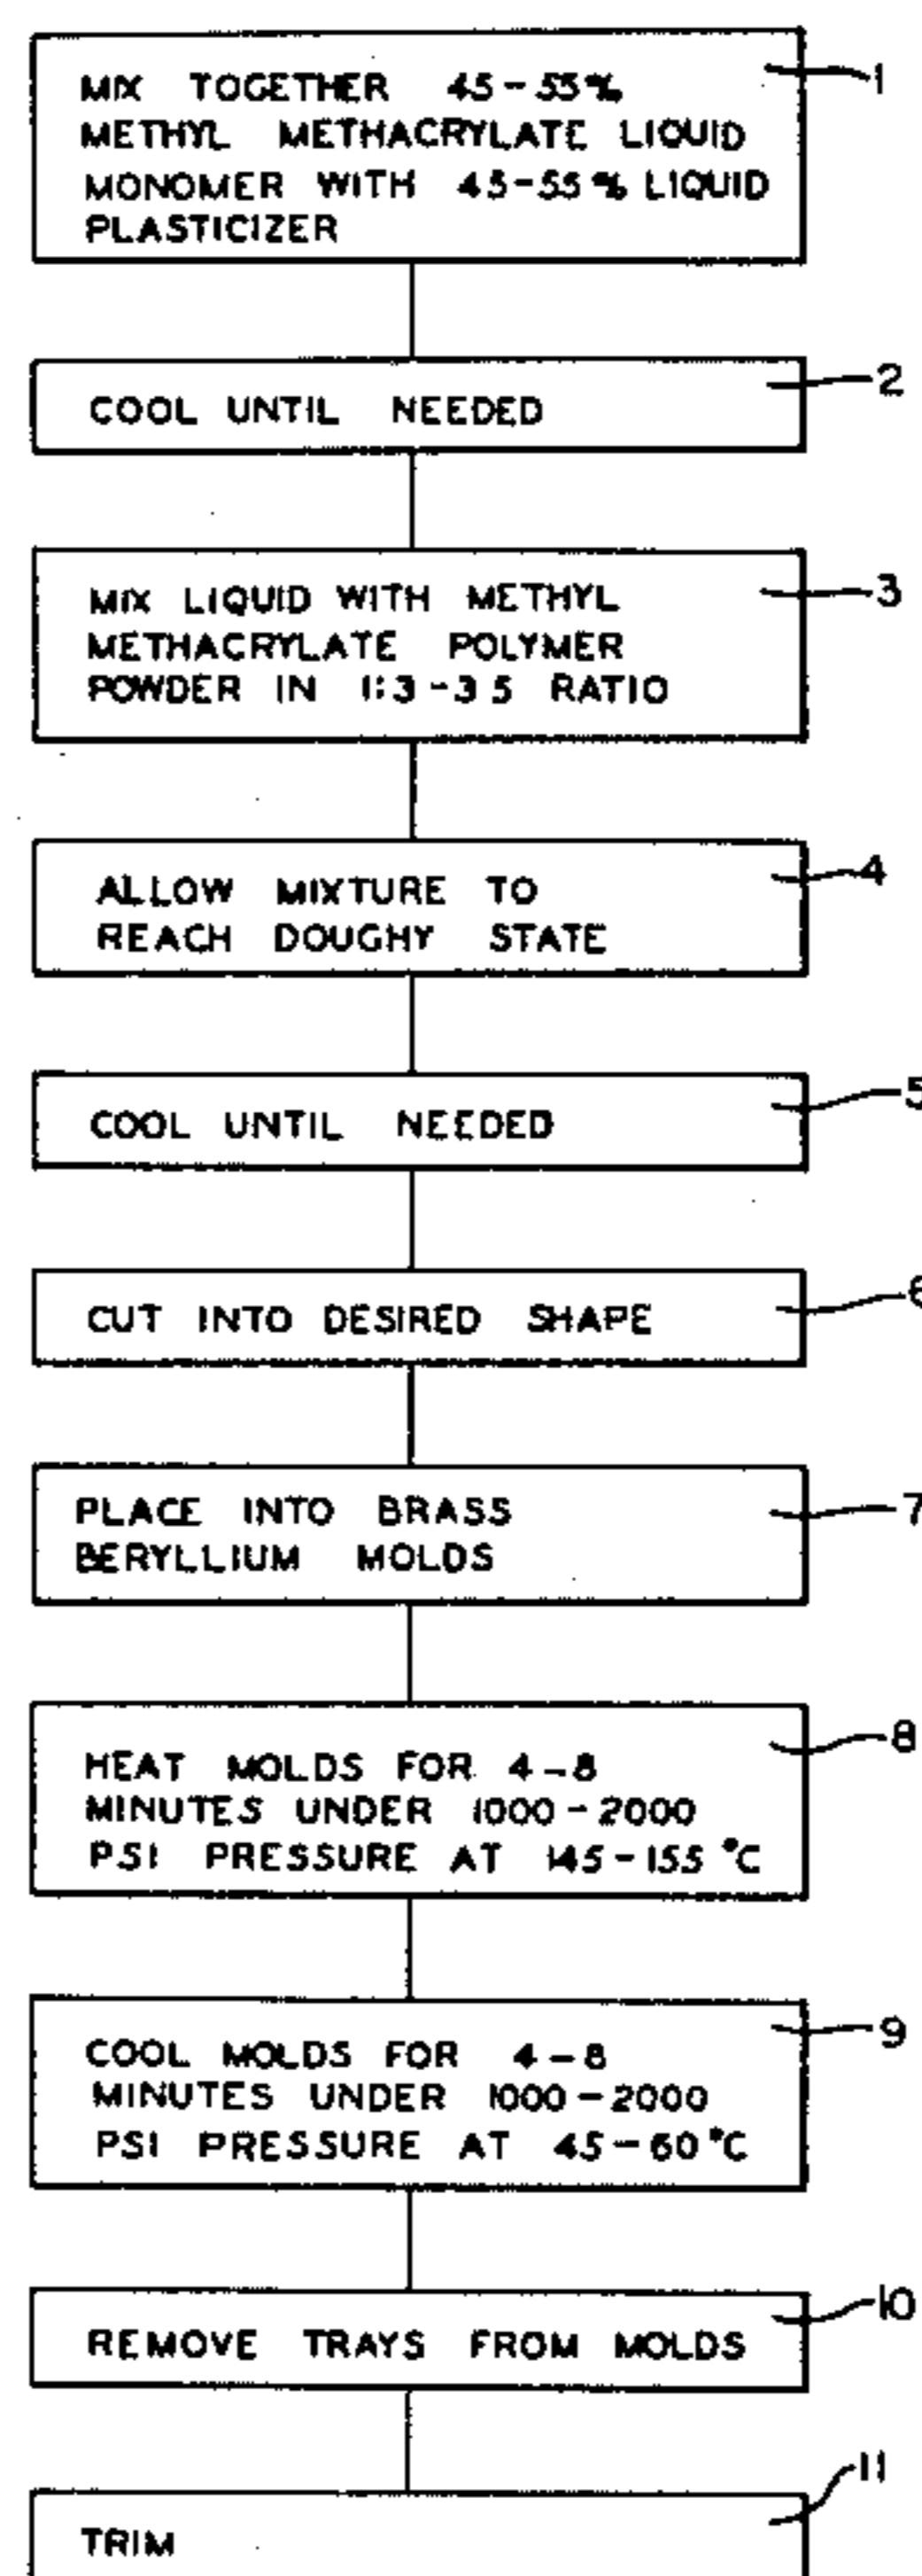 MIX TOGETHER 45-55% 1
METHYL METHACRYLATE LIQUID
MONOMER WITH 45-55% LIQUID
PLASTICIZER
COOL UNTIL NEEDED 2
MIX LIQUID WITH METHYL 3
METHACRYLATE POLYMER
POWDER IN 1:3-3.5 RATIO
ALLOW MIXTURE TO 4
REACH DOUGHY STATE
COOL UNTIL NEEDED 5
CUT INTO DESIRED SHAPE 6
PLACE INTO BRASS 7
BERYLLIUM MOLDS
HEAT MOLDS FOR 4-8 8
MINUTES UNDER 1000-2000
PSI PRESSURE AT 145-155 °C
COOL MOLDS FOR 4-8 9
MINUTES UNDER 1000-2000
PSI PRESSURE AT 45-60 °C
REMOVE TRAYS FROM MOLDS 10
TRIM 11